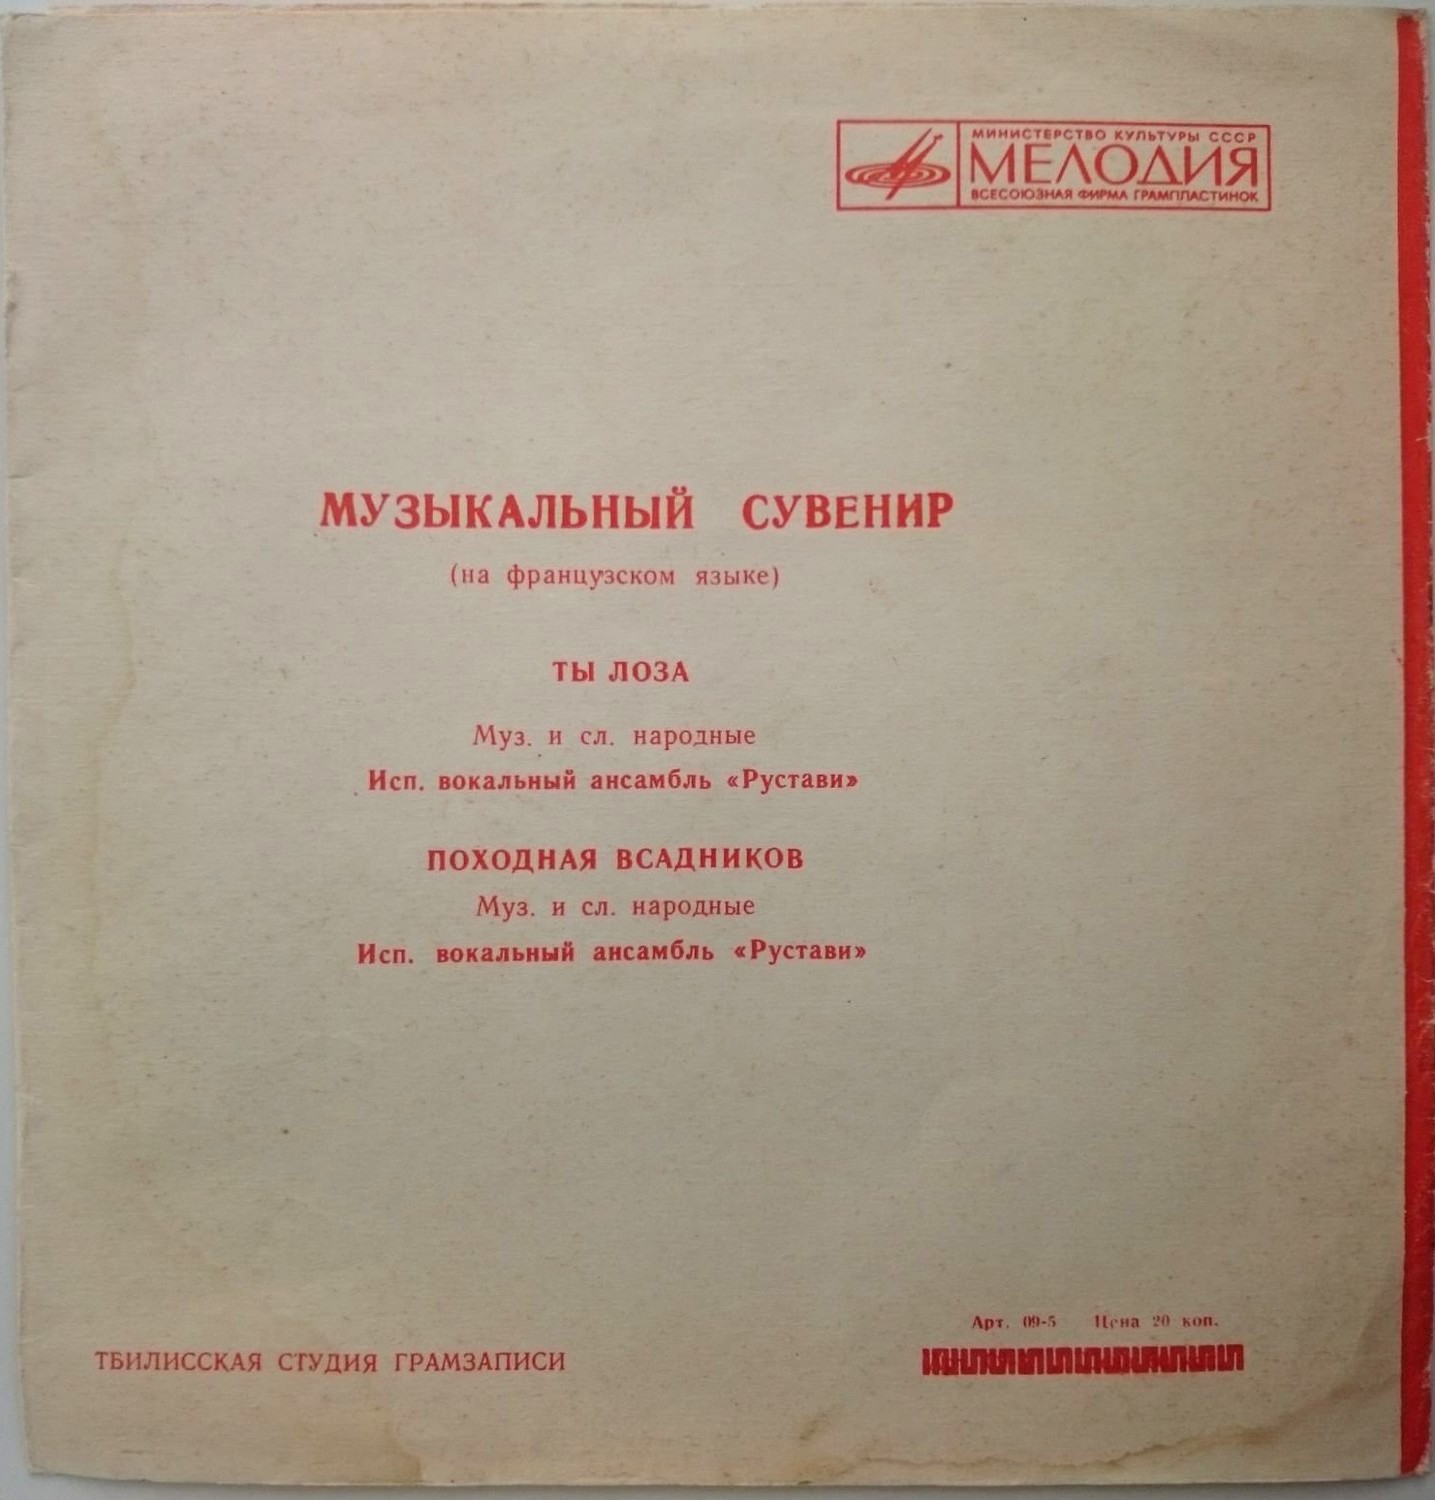 МИНИСТЕРСТВО КУЛЬТУРЫ СССР
МЕЛОДИЯ
ВСЕСОЮЗНАЯ ФИРМА ГРАМПЛАСТИНОК
МУЗЫКАЛЬНЫЙ СУВЕНИР
(на французском языке)
ТЫ ЛОЗА
Муз. и сл. народные
Исп. вокальный ансамбль «Рустави»
ПОХОДНАЯ ВСАДНИКОВ
Муз. и сл. народные
Исп. вокальный ансамбль «Рустави»
Арт. 09-5 Цена 20 коп.
ТБИЛИССКАЯ СТУДИЯ ГРАМЗАПИСИ